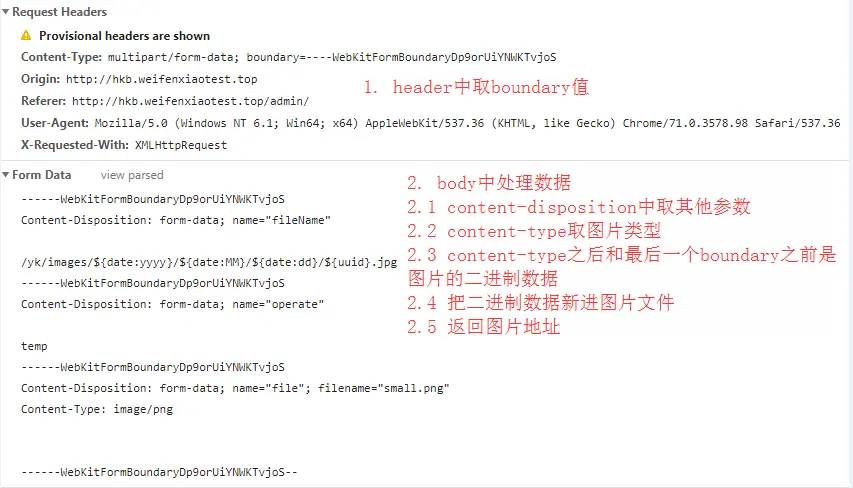 Request Headers
Provisional headers are shown
Content-Type: multipart/form-data; boundary=----WebKitFormBoundaryDp9orUiYNWKTvjoS
Origin: http://hkb.weifenxiaotest.top
Referer: http://hkb.weifenxiaotest.top/admin/
1. header中取boundary值
User-Agent: Mozilla/5.0 (Windows NT 6.1; Win64; x64) AppleWebKit/537.36 (KHTML, like Gecko) Chrome/71.0.3578.98 Safari/537.36
X-Requested-With: XMLHttpRequest
Form Data view parsed
------WebKitFormBoundaryDp9orUiYNWKTvjoS
Content-Disposition: form-data; name="fileName"
/yk/images/${date:yyyy}/${date:MM}/${date:dd}/${uuid}.jpg
------WebKitFormBoundaryDp9orUiYNWKTvjoS
Content-Disposition: form-data; name="operate"
temp
------WebKitFormBoundaryDp9orUiYNWKTvjoS
Content-Disposition: form-data; name="file"; filename="small.png"
Content-Type: image/png
------WebKitFormBoundaryDp9orUiYNWKTvjoS--
2. body中处理数据
2.1 content-disposition中取其他参数
2.2 content-type取图片类型
2.3 content-type之后和最后一个boundary之前是
图片的二进制数据
2.4 把二进制数据新进图片文件
2.5 返回图片地址